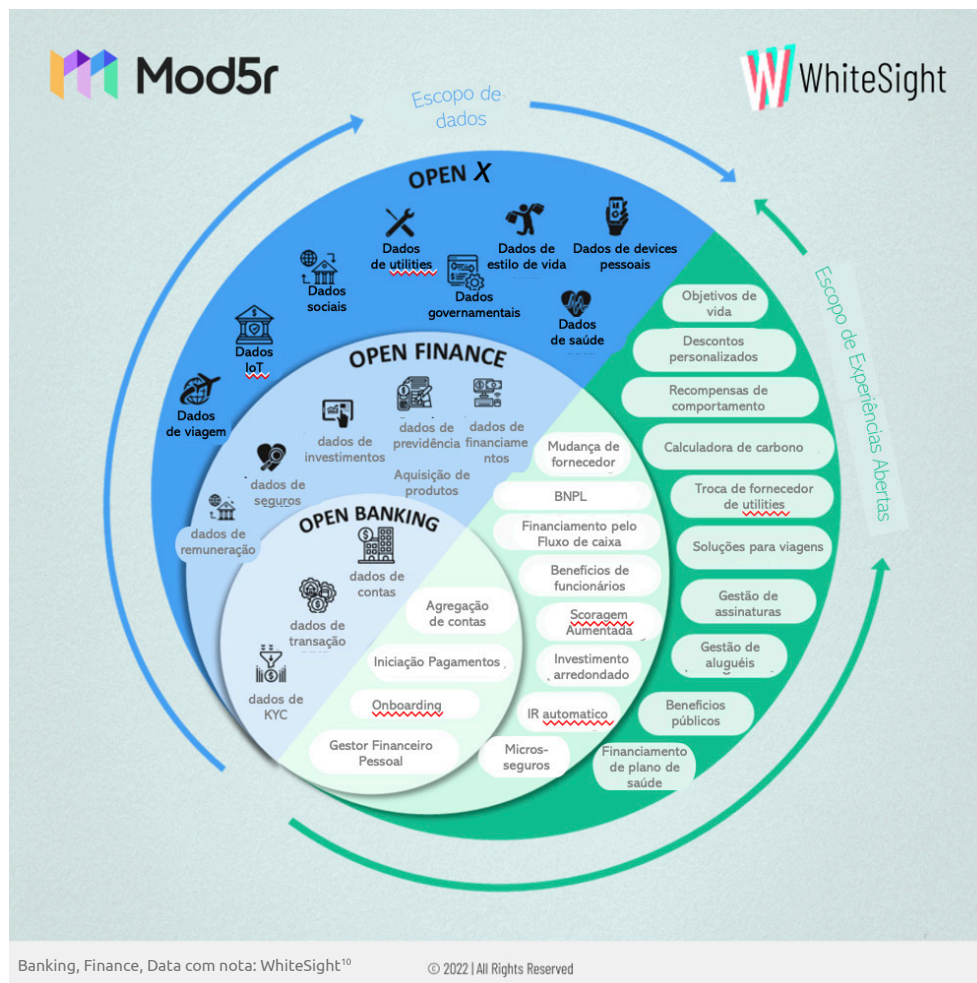 Mod5r
WhiteSight
Escopo de
dados
OPEN X
Dados
de utilities
Dados de
estilo de vida
Dados de devices
pessoais
Dados
sociais
Dados
governamentais
Dados
de saúde
Dados
IoT
Dados
de viagem
Escopo de Experiências Abertas
Objetivos de
vida
Descontos
personalizados
Recompensas de
comportamento
Calculadora de carbono
Troca de fornecedor
de utilities
Soluções para viagens
Gestão de
assinaturas
Gestão de
aluguéis
Benefícios
públicos
Financiamento
de plano de
saúde
OPEN FINANCE
dados de
investimentos
dados de
previdência
dados de
financiame
ntos
Aquisição de
produtos
dados de
seguros
dados de
remuneração
Mudança de
fornecedor
BNPL
Financiamento pelo
Fluxo de caixa
Benefícios de
funcionários
Scoragem
Aumentada
Investimento
arredondado
IR automatico
Micros-
seguros
OPEN BANKING
dados de
contas
dados de
transação
dados de
KYC
Agregação
de contas
Iniciação Pagamentos
Onboarding
Gestor Financeiro
Pessoal
Banking, Finance, Data com nota: WhiteSight¹⁰
© 2022 | All Rights Reserved